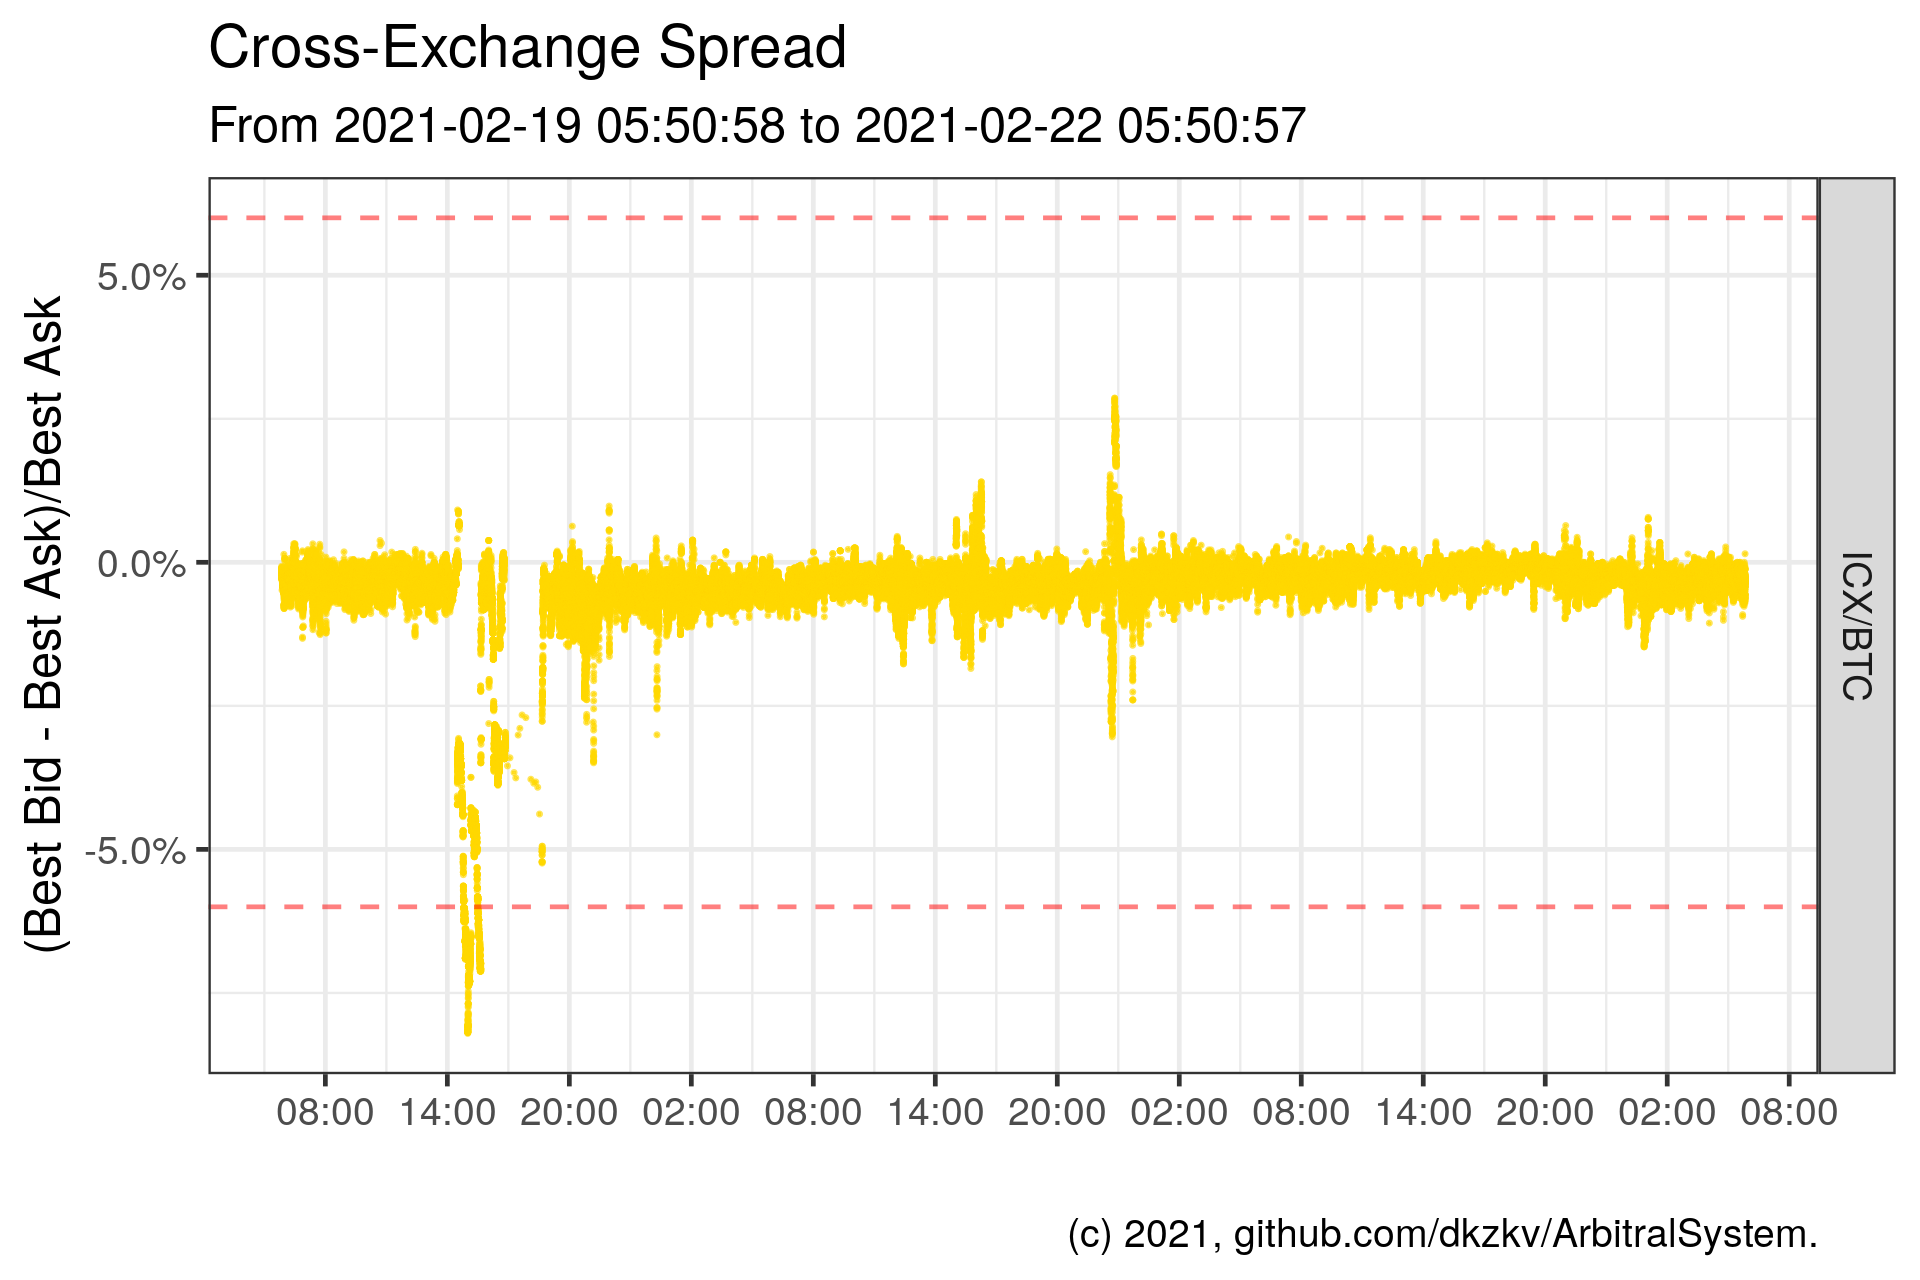 Cross-Exchange Spread
From 2021-02-19 05:50:58 to 2021-02-22 05:50:57
(Best Bid - Best Ask)/Best Ask
5.0%
0.0%
-5.0%
ICX/BTC
08:00 14:00 20:00 02:00 08:00 14:00 20:00 02:00 08:00 14:00 20:00 02:00 08:00
(c) 2021, github.com/dkzkv/ArbitralSystem.